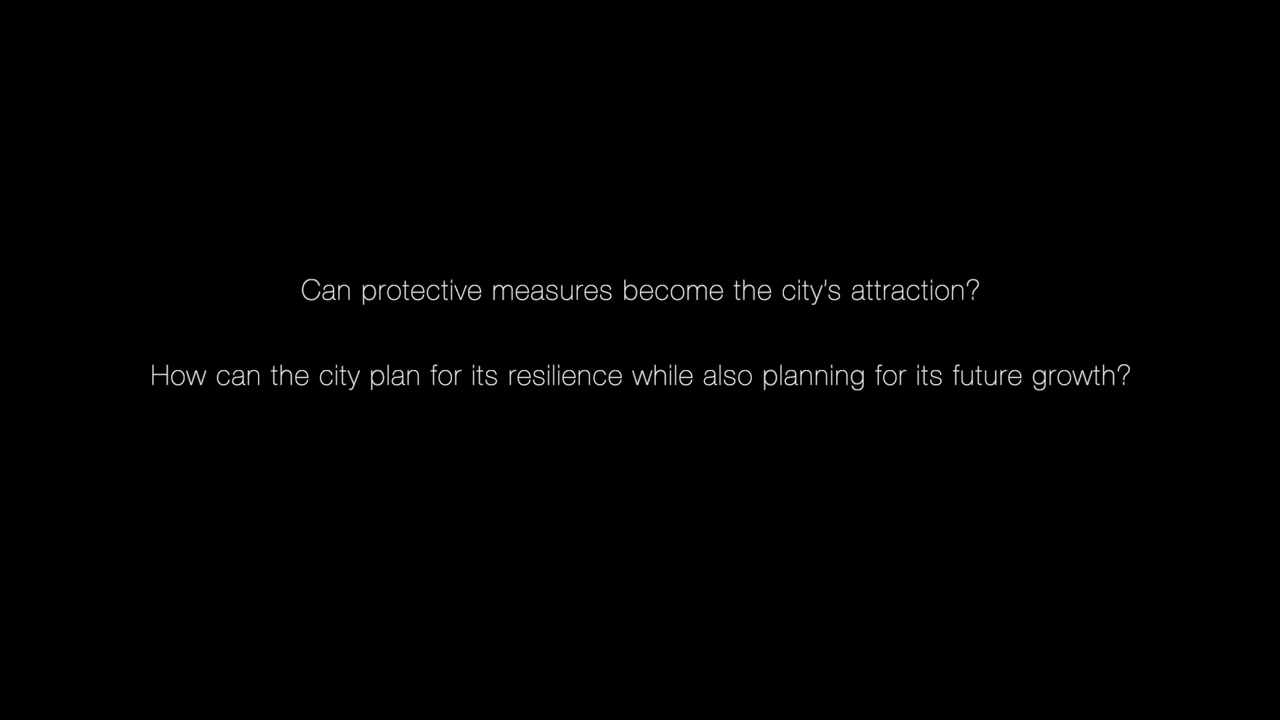 Can protective measures become the city's attraction?
How can the city plan for its resilience while also planning for its future growth?